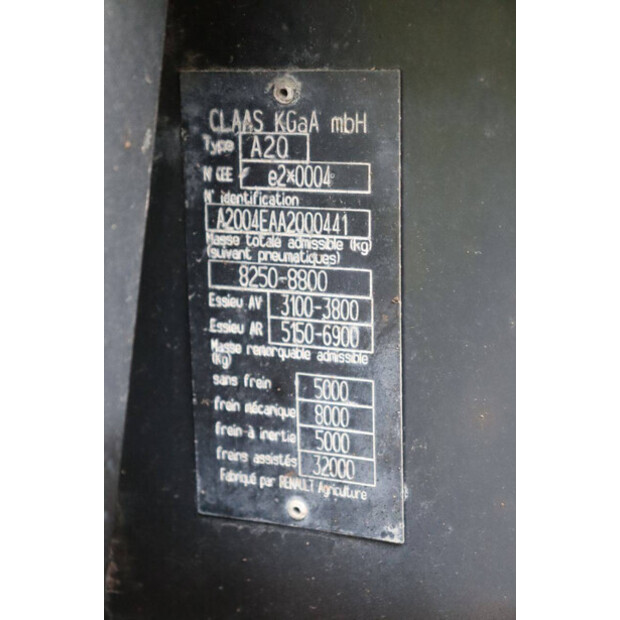 CLAAS KGaA mbH
Type A20
N° CEE e2*0004
N° identification
A2004EAA2000441
Masse totale admissible (kg)
(suivant pneumatiques)
8250-8800
Essieu AV 3100-3800
Essieu AR 5150-6900
Masse remorquable admissible
(kg)
sans frein 5000
frein mécanique 8000
frein à inertie 5000
freins assistés 32000
Fabriqué par RENAULT Agriculture